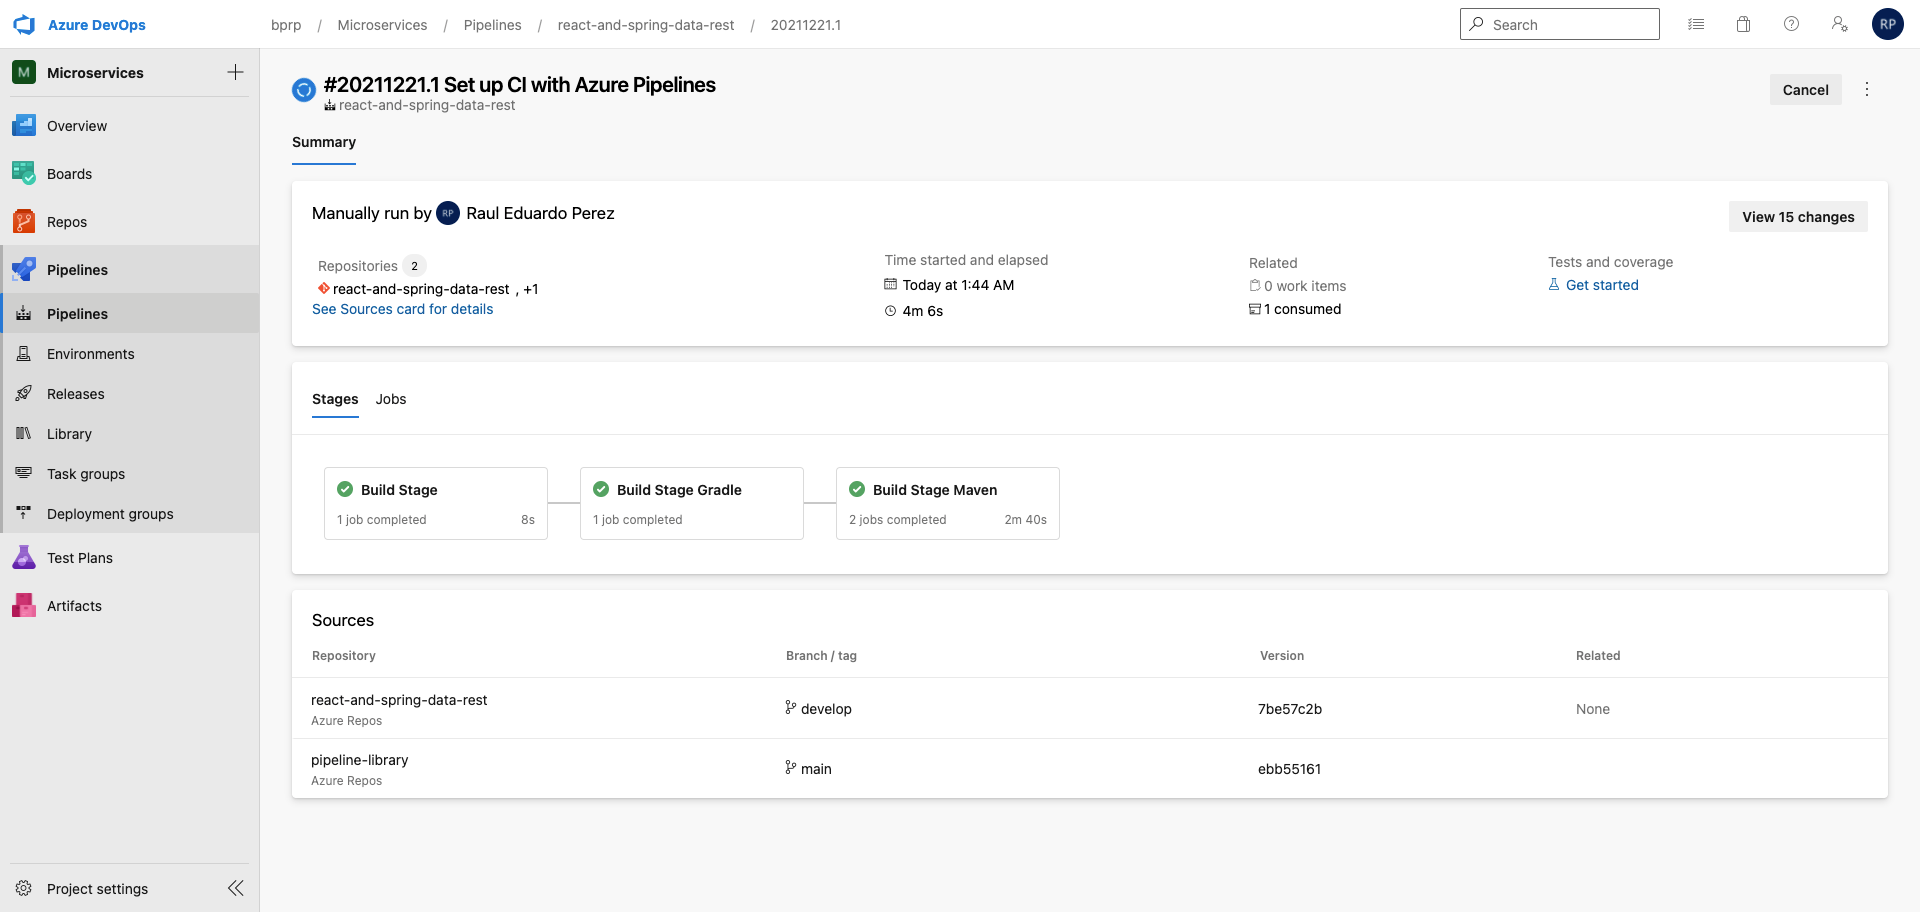 Azure DevOps
bprp / Microservices / Pipelines / react-and-spring-data-rest / 20211221.1
Search
RP
M Microservices
Overview
Boards
Repos
Pipelines
Pipelines
Environments
Releases
Library
Task groups
Deployment groups
Test Plans
Artifacts
Project settings
#20211221.1 Set up CI with Azure Pipelines
react-and-spring-data-rest
Cancel
Summary
Manually run by RP Raul Eduardo Perez
View 15 changes
Repositories 2
react-and-spring-data-rest , +1
See Sources card for details
Time started and elapsed
Today at 1:44 AM
4m 6s
Related
0 work items
1 consumed
Tests and coverage
Get started
Stages Jobs
Build Stage
1 job completed 8s
Build Stage Gradle
1 job completed
Build Stage Maven
2 jobs completed 2m 40s
Sources
Repository Branch / tag Version Related
react-and-spring-data-rest
Azure Repos
develop 7be57c2b None
pipeline-library
Azure Repos
main ebb55161